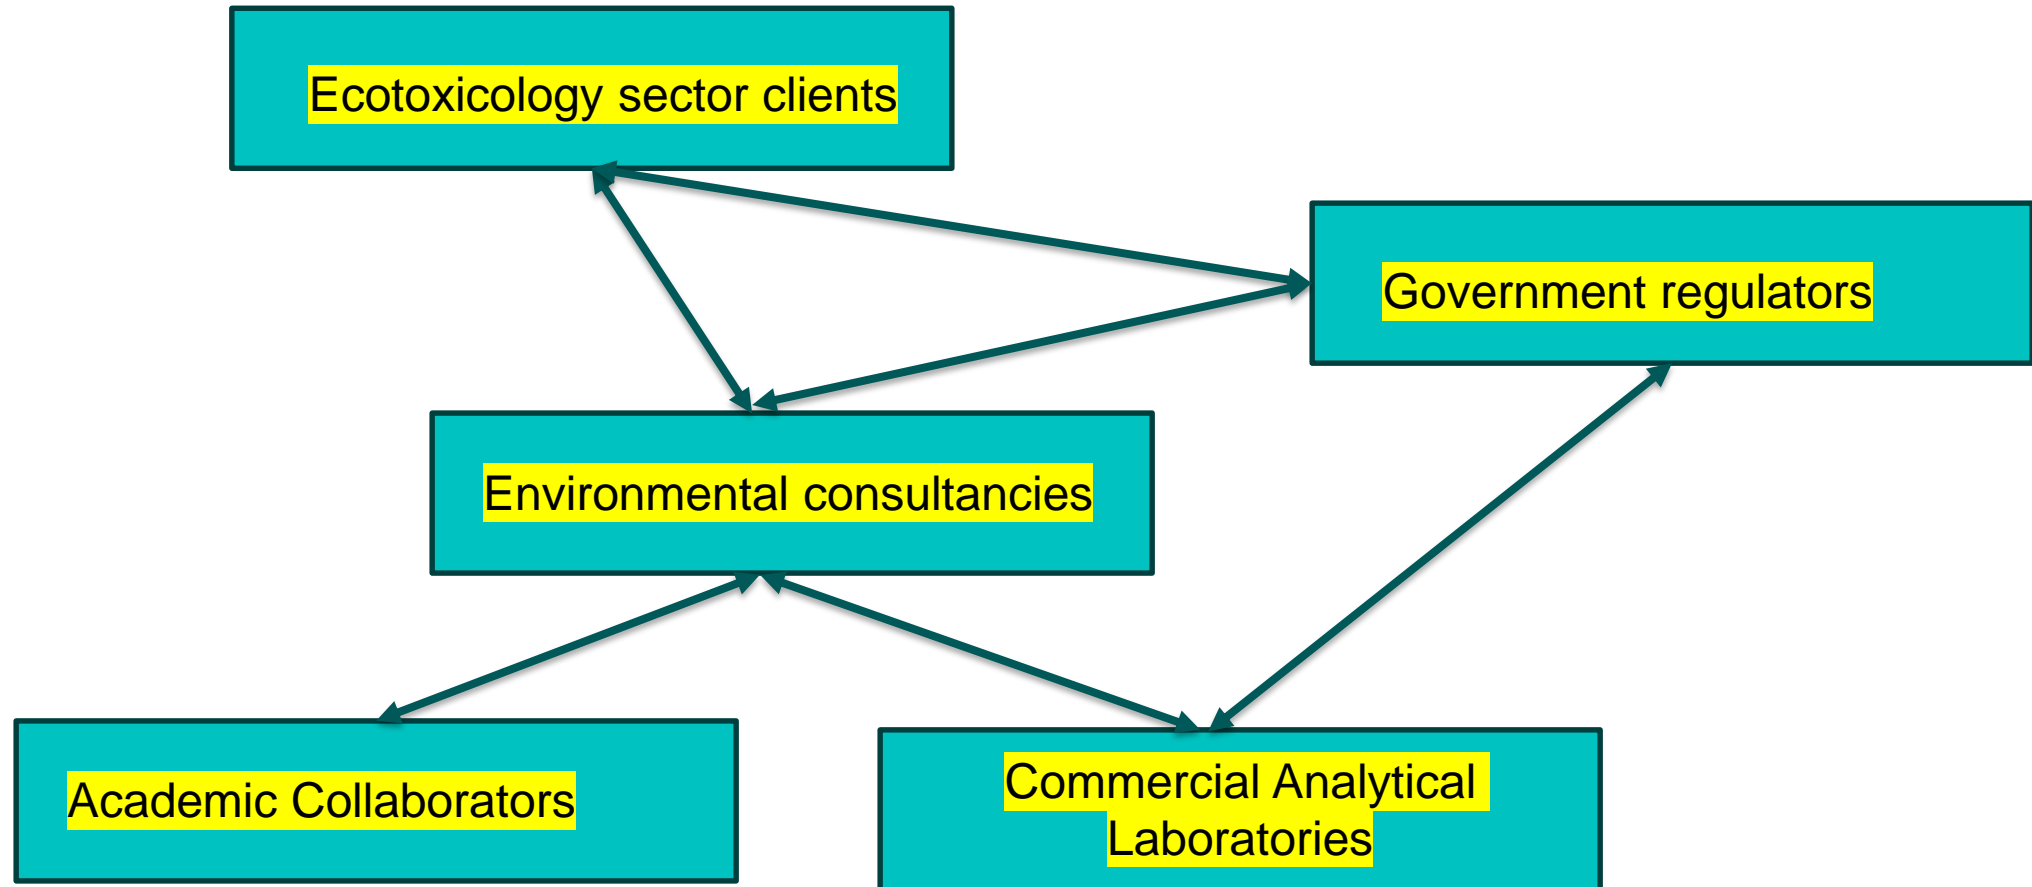 Ecotoxicology sector clients
Government regulators
Environmental consultancies
Academic Collaborators
Commercial Analytical
Laboratories